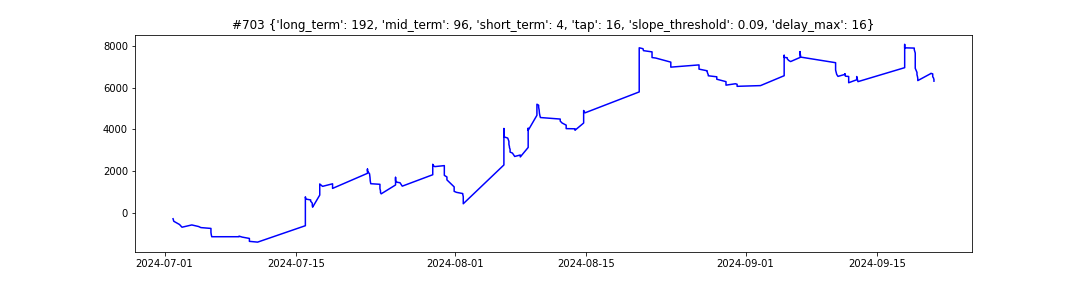 #703 {'long_term': 192, 'mid_term': 96, 'short_term': 4, 'tap': 16, 'slope_threshold': 0.09, 'delay_max': 16}
8000
6000
4000
2000
0
2024-07-01 2024-07-15 2024-08-01 2024-08-15 2024-09-01 2024-09-15